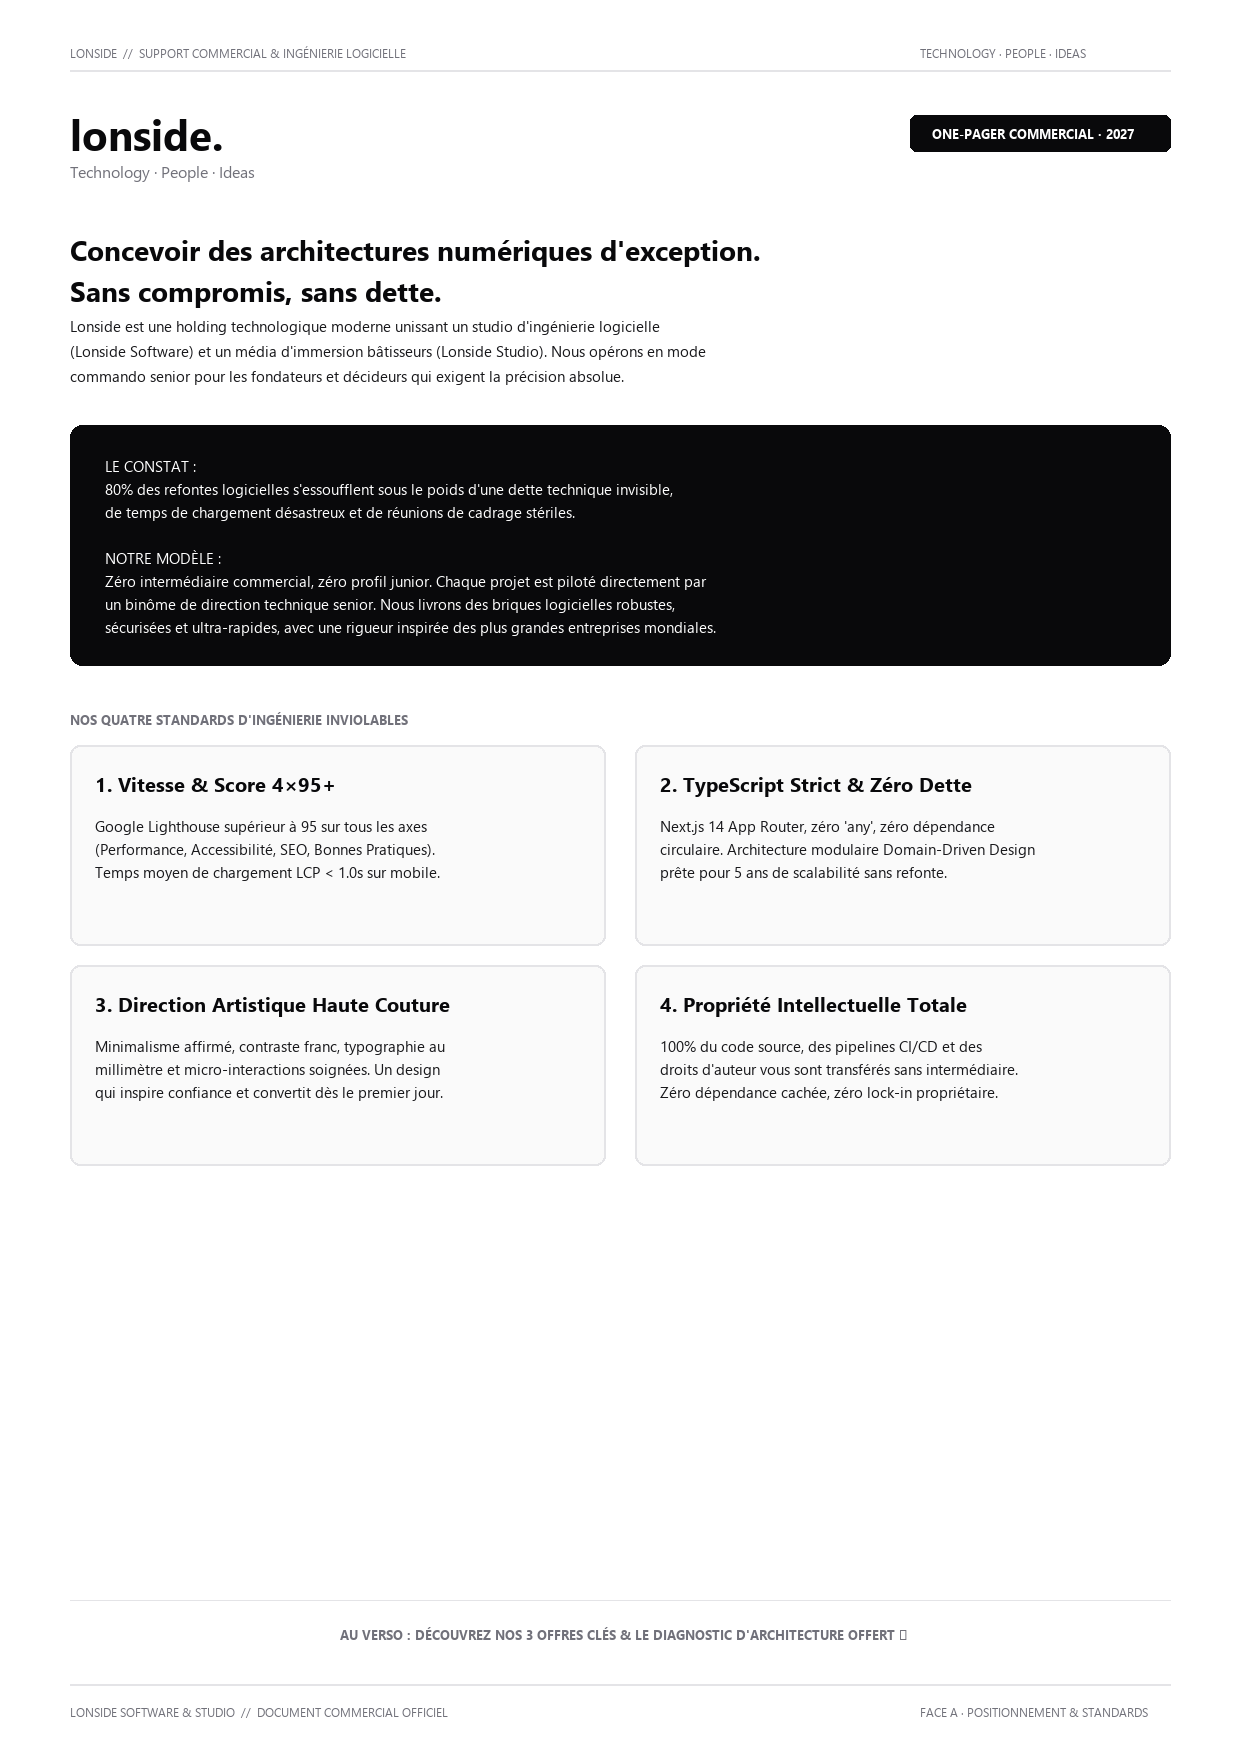 LONSIDE // SUPPORT COMMERCIAL & INGÉNIERIE LOGICIELLE
TECHNOLOGY · PEOPLE · IDEAS
lonside.
Technology · People · Ideas
ONE-PAGER COMMERCIAL · 2027
Concevoir des architectures numériques d'exception.
Sans compromis, sans dette.
Lonside est une holding technologique moderne unissant un studio d'ingénierie logicielle
(Lonside Software) et un média d'immersion bâtisseurs (Lonside Studio). Nous opérons en mode
commando senior pour les fondateurs et décideurs qui exigent la précision absolue.
LE CONSTAT :
80% des refontes logicielles s'essoufflent sous le poids d'une dette technique invisible,
de temps de chargement désastreux et de réunions de cadrage stériles.
NOTRE MODÈLE :
Zéro intermédiaire commercial, zéro profil junior. Chaque projet est piloté directement par
un binôme de direction technique senior. Nous livrons des briques logicielles robustes,
sécurisées et ultra-rapides, avec une rigueur inspirée des plus grandes entreprises mondiales.
NOS QUATRE STANDARDS D'INGÉNIERIE INVIOLABLES
1. Vitesse & Score 4×95+
Google Lighthouse supérieur à 95 sur tous les axes
(Performance, Accessibilité, SEO, Bonnes Pratiques).
Temps moyen de chargement LCP < 1.0s sur mobile.
2. TypeScript Strict & Zéro Dette
Next.js 14 App Router, zéro 'any', zéro dépendance
circulaire. Architecture modulaire Domain-Driven Design
prête pour 5 ans de scalabilité sans refonte.
3. Direction Artistique Haute Couture
Minimalisme affirmé, contraste franc, typographie au
millimètre et micro-interactions soignées. Un design
qui inspire confiance et convertit dès le premier jour.
4. Propriété Intellectuelle Totale
100% du code source, des pipelines CI/CD et des
droits d'auteur vous sont transférés sans intermédiaire.
Zéro dépendance cachée, zéro lock-in propriétaire.
AU VERSO : DÉCOUVREZ NOS 3 OFFRES CLÉS & LE DIAGNOSTIC D'ARCHITECTURE OFFERT
LONSIDE SOFTWARE & STUDIO // DOCUMENT COMMERCIAL OFFICIEL
FACE A · POSITIONNEMENT & STANDARDS